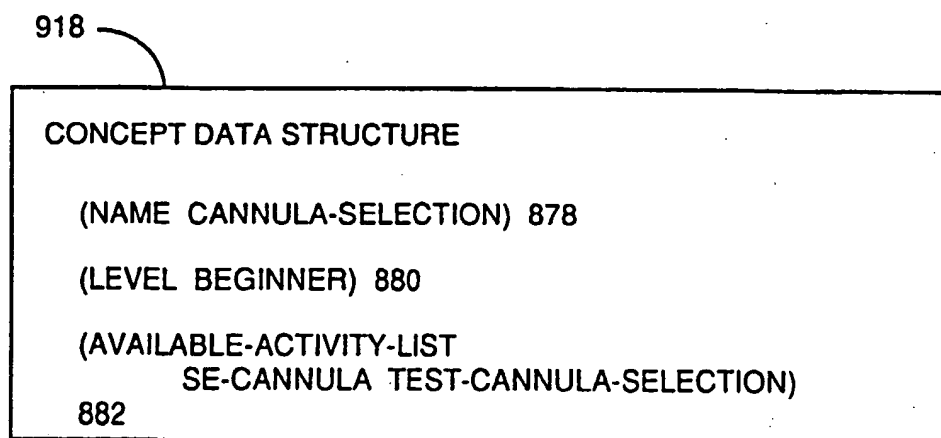 918
CONCEPT DATA STRUCTURE
(NAME CANNULA-SELECTION) 878
(LEVEL BEGINNER) 880
(AVAILABLE-ACTIVITY-LIST
SE-CANNULA TEST-CANNULA-SELECTION)
882